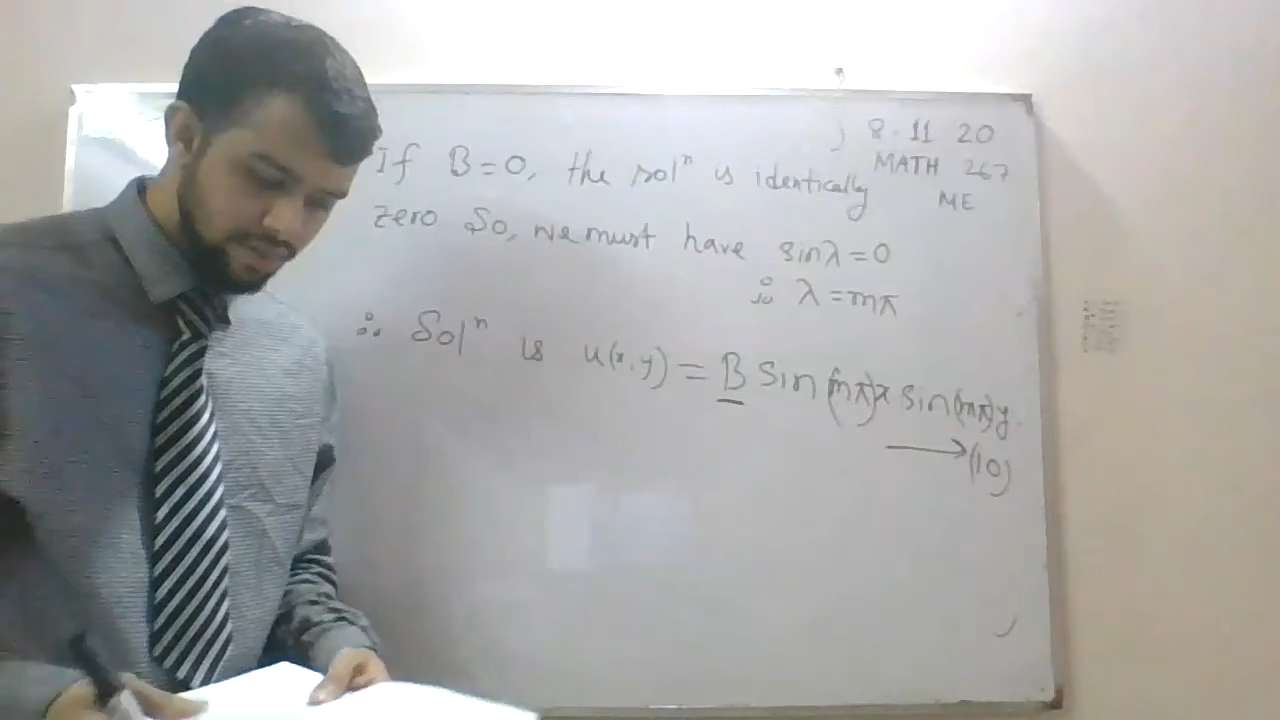 8·11 20
MATH 267
ME
If B=0, the solⁿ is identically
zero So, we must have sinλ=0
∴ λ=mπ
∴ Solⁿ is u(x,y) = B Sin(mπ)x sin(mπ)y
→(10)